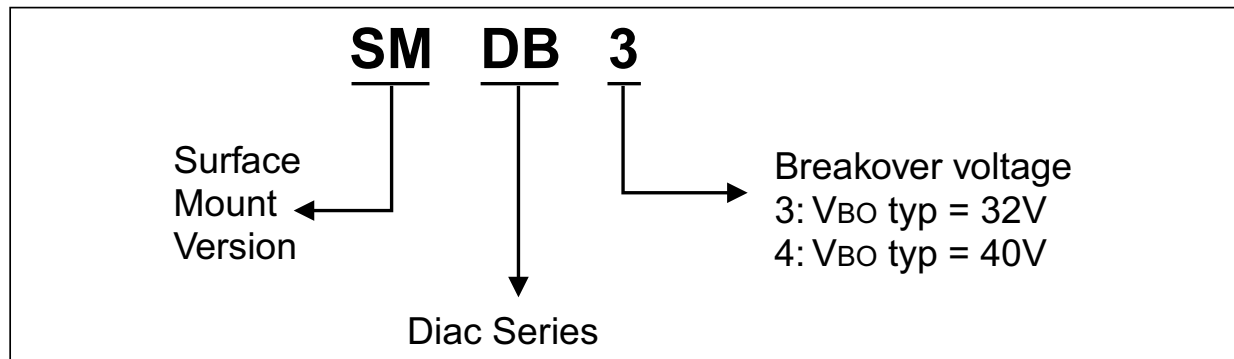 SM DB 3
Surface
Mount
Version
Breakover voltage
3: VBO typ = 32V
4: VBO typ = 40V
Diac Series